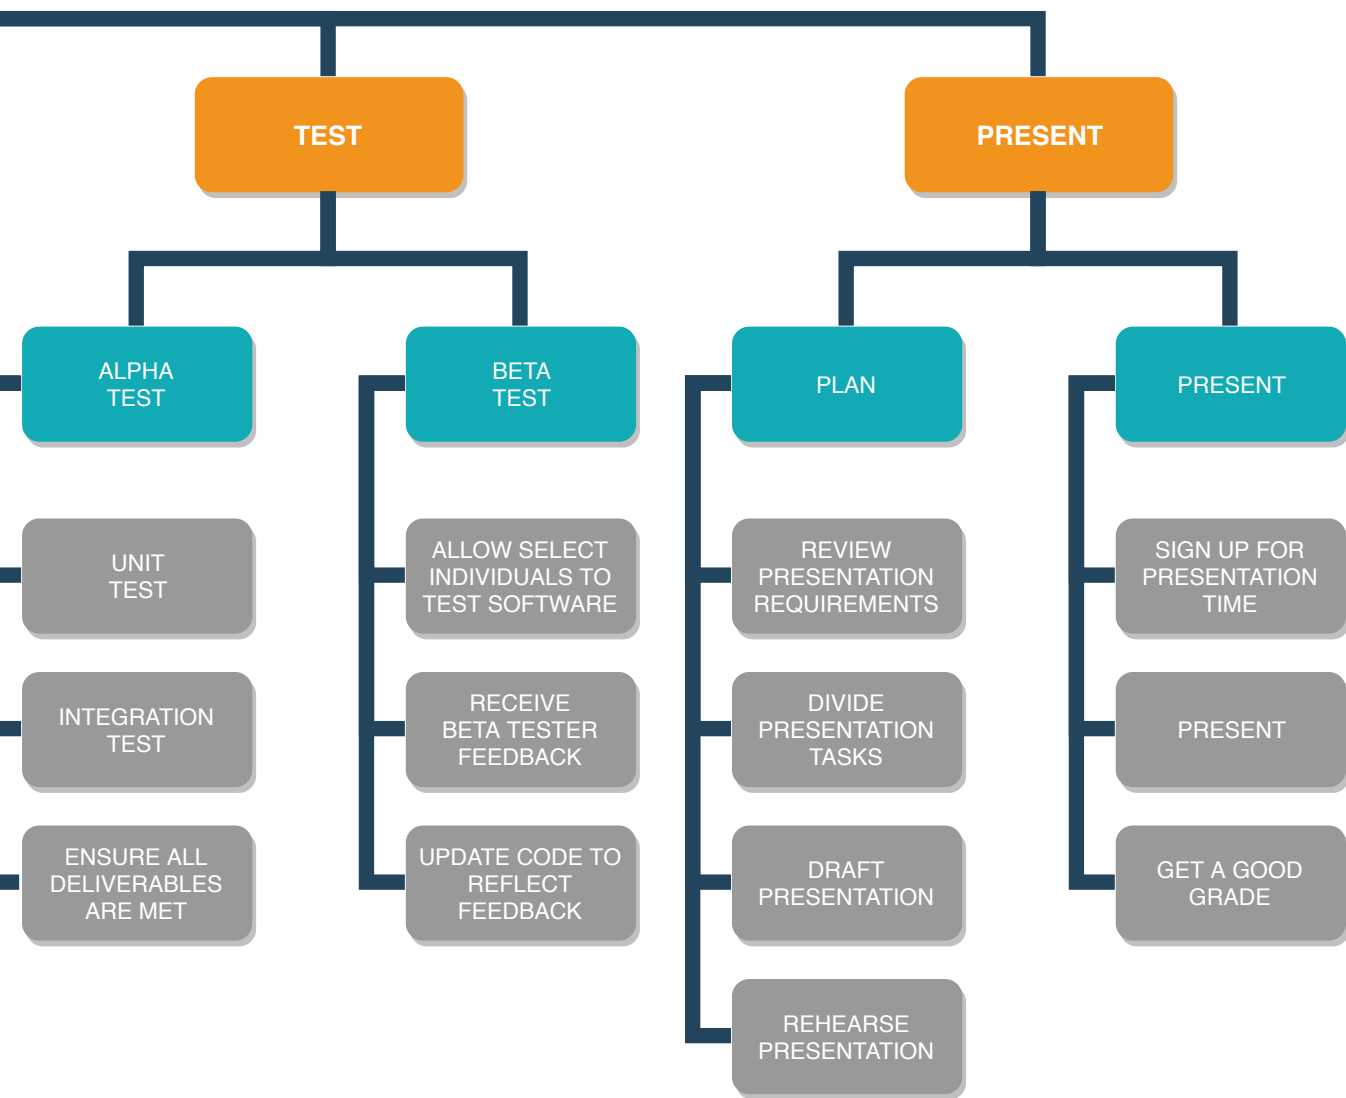 TEST
PRESENT
ALPHA
TEST
BETA
TEST
PLAN
PRESENT
UNIT
TEST
ALLOW SELECT
INDIVIDUALS TO
TEST SOFTWARE
REVIEW
PRESENTATION
REQUIREMENTS
SIGN UP FOR
PRESENTATION
TIME
INTEGRATION
TEST
RECEIVE
BETA TESTER
FEEDBACK
DIVIDE
PRESENTATION
TASKS
PRESENT
ENSURE ALL
DELIVERABLES
ARE MET
UPDATE CODE TO
REFLECT
FEEDBACK
DRAFT
PRESENTATION
GET A GOOD
GRADE
REHEARSE
PRESENTATION